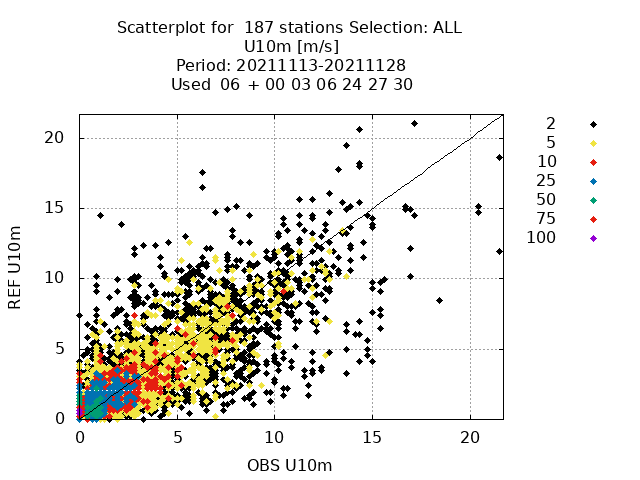 Scatterplot for  187 stations Selection: ALL
U10m [m/s]
Period: 20211113-20211128
Used  06 + 00 03 06 24 27 30
2
5
10
25
50
75
100
20
15
10
5
0
REF U10m
0 5 10 15 20
OBS U10m